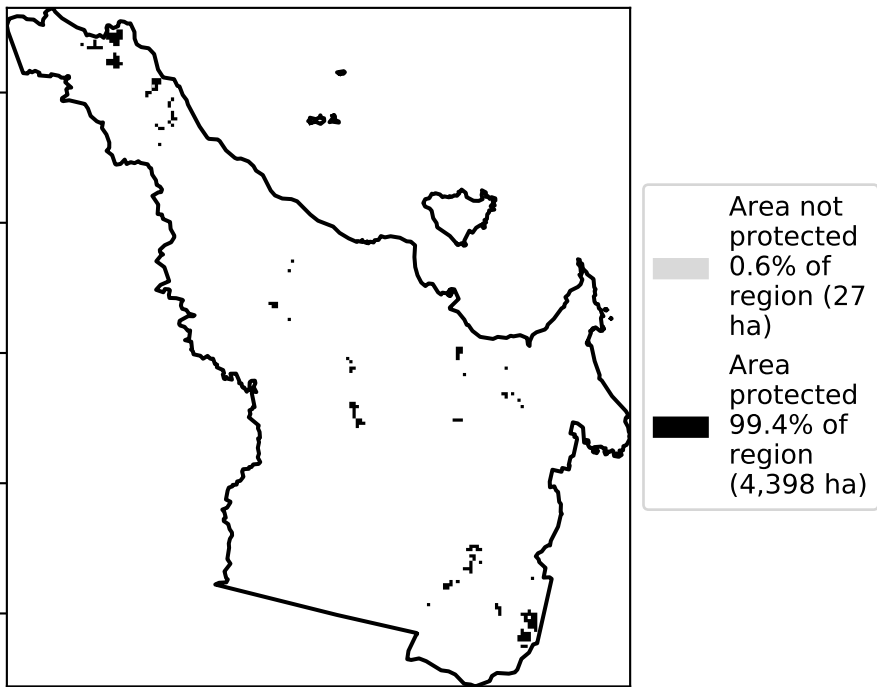 Area not
protected
0.6% of
region (27
ha)
Area
protected
99.4% of
region
(4,398 ha)